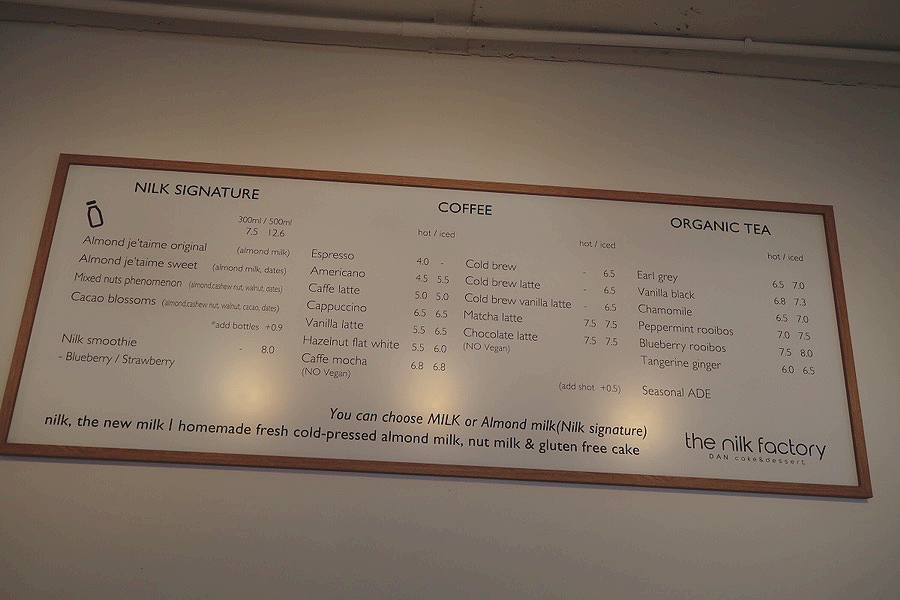 NILK SIGNATURE
300ml / 500ml
7.5 12.6
Almond je'taime original (almond milk)
Almond je'taime sweet (almond milk, dates)
Mixed nuts phenomenon (almond,cashew nut, walnut, dates)
Cacao blossoms (almond,cashew nut, walnut, cacao, dates)
*add bottles +0.9
Nilk smoothie - 8.0
- Blueberry / Strawberry
COFFEE
hot / iced
Espresso 4.0 -
Americano 4.5 5.5
Caffe latte 5.0 5.0
Cappuccino 6.5 6.5
Vanilla latte 5.5 6.5
Hazelnut flat white 5.5 6.0
Caffe mocha 6.8 6.8
(NO Vegan)
hot / iced
Cold brew - 6.5
Cold brew latte - 6.5
Cold brew vanilla latte - 6.5
Matcha latte 7.5 7.5
Chocolate latte 7.5 7.5
(NO Vegan)
(add shot +0.5)
ORGANIC TEA
hot / iced
Earl grey 6.5 7.0
Vanilla black 6.8 7.3
Chamomile 6.5 7.0
Peppermint rooibos 7.0 7.5
Blueberry rooibos 7.5 8.0
Tangerine ginger 6.0 6.5
Seasonal ADE
You can choose MILK or Almond milk(Nilk signature)
nilk, the new milk l homemade fresh cold-pressed almond milk, nut milk & gluten free cake
the nilk factory
DAN cake&dessert